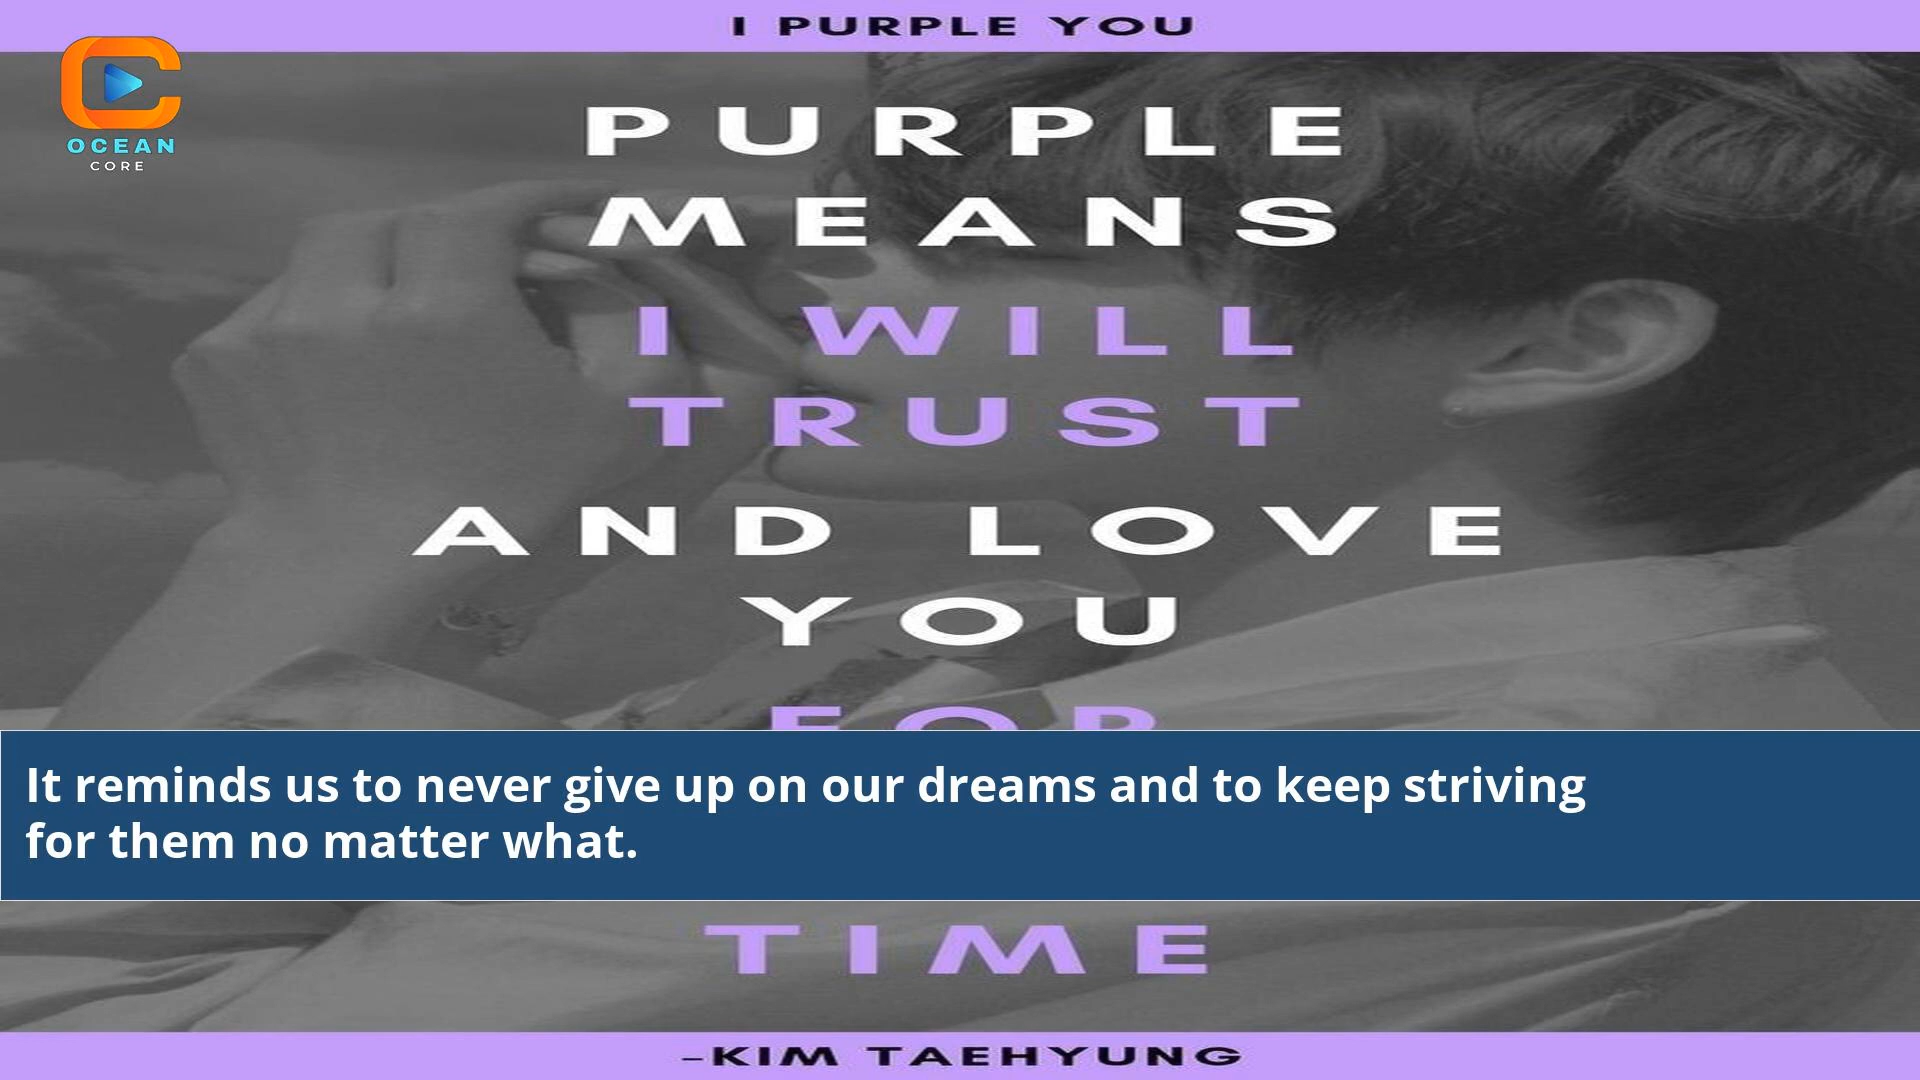 I PURPLE YOU
OCEAN
CORE
PURPLE
MEANS
I WILL
TRUST
AND LOVE
YOU
FOR
It reminds us to never give up on our dreams and to keep striving
for them no matter what.
TIME
–KIM TAEHYUNG